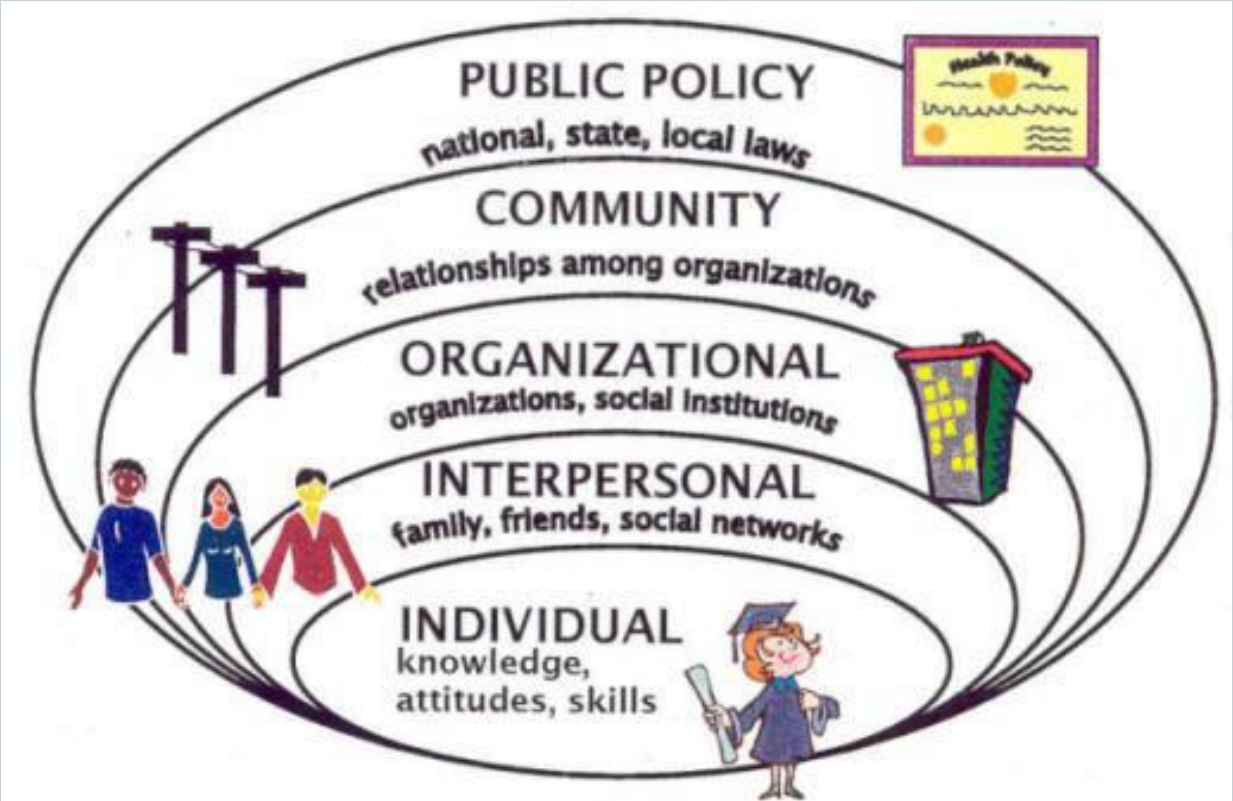 Health Policy
PUBLIC POLICY
national, state, local laws
COMMUNITY
relationships among organizations
ORGANIZATIONAL
organizations, social institutions
INTERPERSONAL
family, friends, social networks
INDIVIDUAL
knowledge,
attitudes, skills